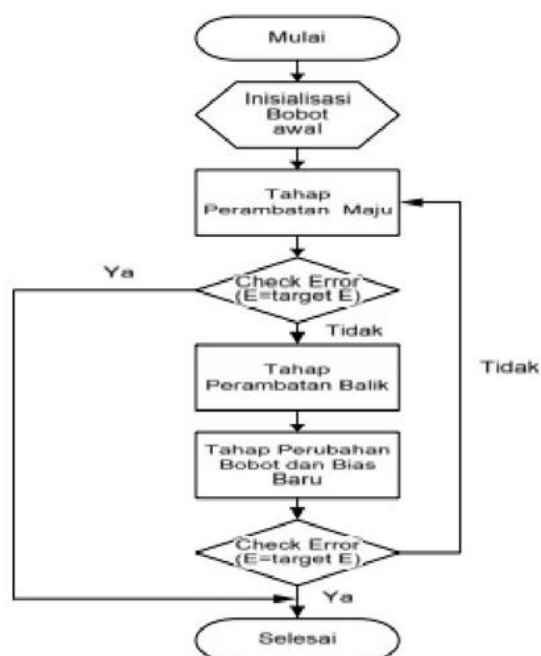 Mulai
Inisialisasi
Bobot
awal
Tahap
Perambatan Maju
Ya
Check Error
(E=target E)
Tidak
Tahap
Perambatan Balik
Tidak
Tahap Perubahan
Bobot dan Bias
Baru
Check Error
(E=target E)
Ya
Selesai